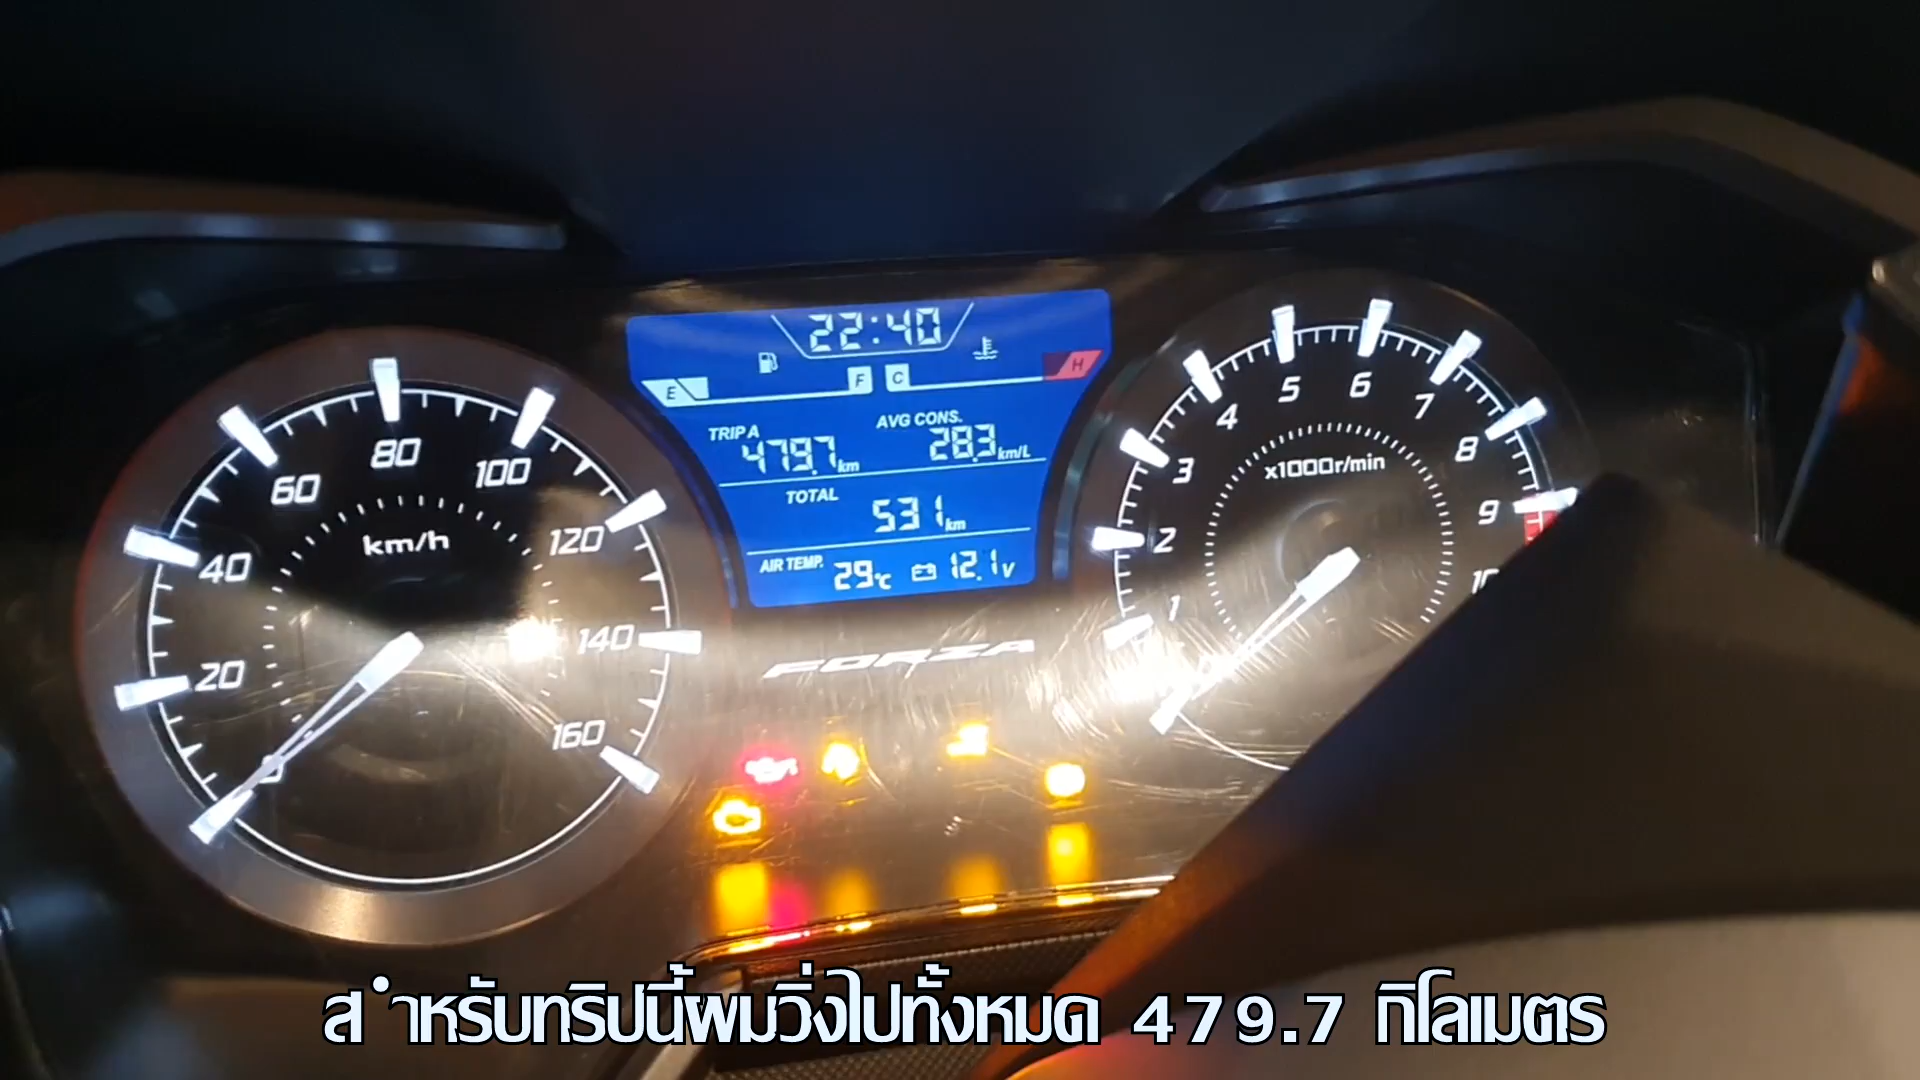 22:40
E F C H
TRIP A
479.7 km
AVG CONS.
28.3 km/L
TOTAL
531 km
AIR TEMP.
29℃ 12.1 V
FORZA
0 20 40 60 80 100 120 140 160
km/h
1 2 3 4 5 6 7 8 9
x1000r/min
สำหรับทริปนี้ผมวิ่งไปทั้งหมด 479.7 กิโลเมตร